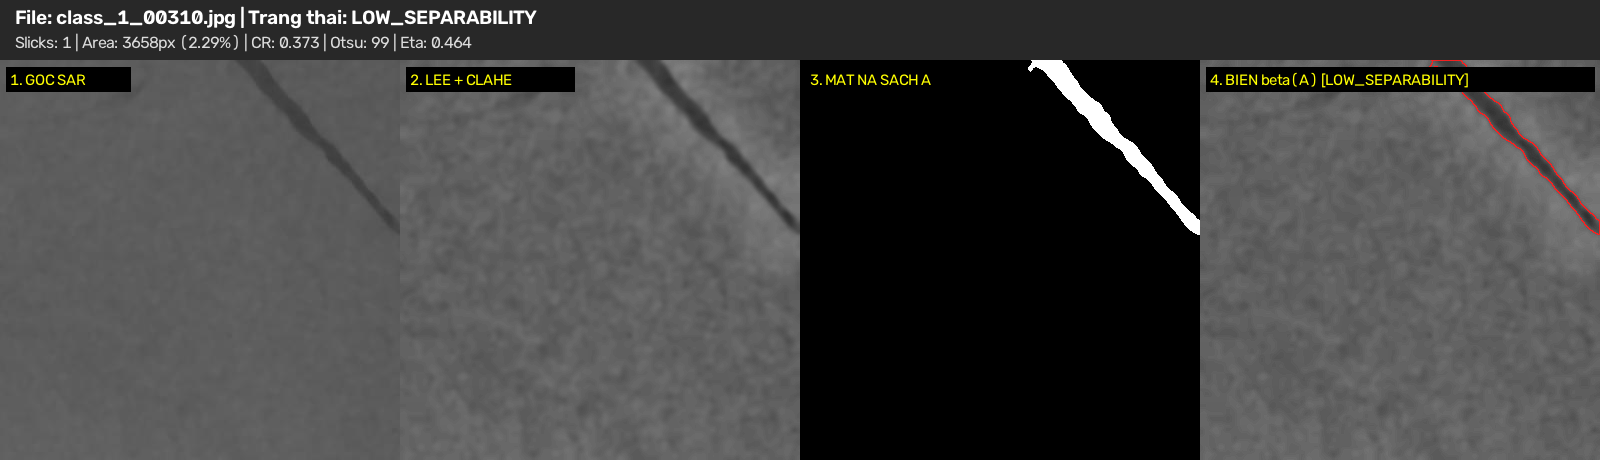 File: class_1_00310.jpg | Trang thai: LOW_SEPARABILITY
Slicks: 1 | Area: 3658px (2.29%) | CR: 0.373 | Otsu: 99 | Eta: 0.464
1. GOC SAR
2. LEE + CLAHE
3. MAT NA SACH A
4. BIEN beta(A) [LOW_SEPARABILITY]